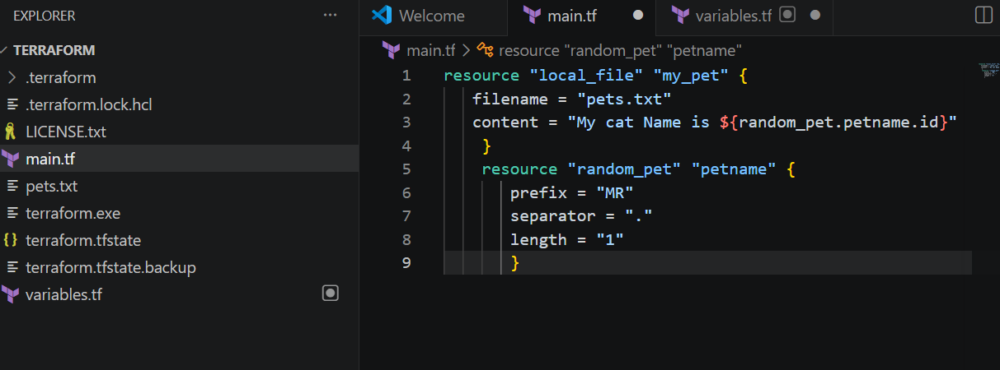 EXPLORER
···
TERRAFORM
.terraform
.terraform.lock.hcl
LICENSE.txt
main.tf
pets.txt
terraform.exe
terraform.tfstate
terraform.tfstate.backup
variables.tf
Welcome
main.tf
variables.tf
main.tf > resource "random_pet" "petname"
1 resource "local_file" "my_pet" {
2 filename = "pets.txt"
3 content = "My cat Name is ${random_pet.petname.id}"
4 }
5 resource "random_pet" "petname" {
6 prefix = "MR"
7 separator = "."
8 length = "1"
9 }